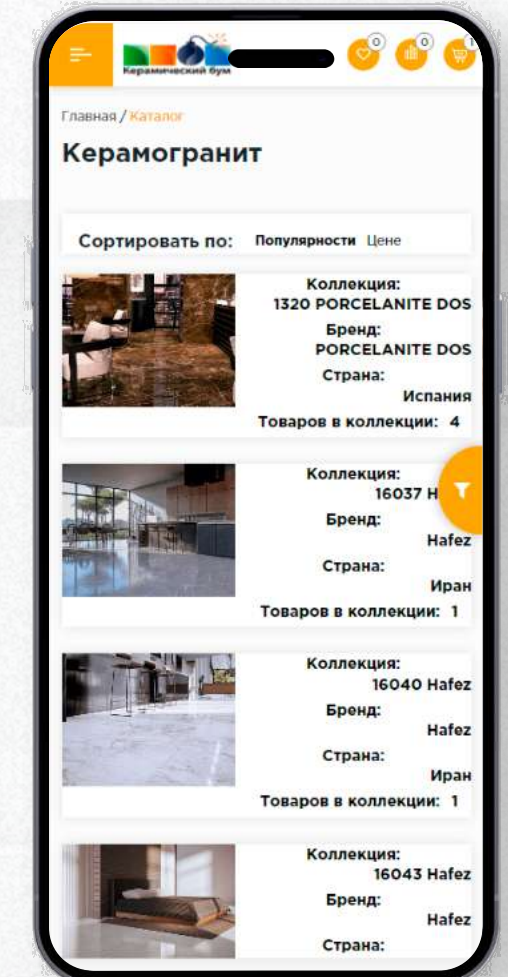 Керамический бум
0
0
1
Главная / Каталог
Керамогранит
Сортировать по: Популярности Цене
Коллекция:
1320 PORCELANITE DOS
Бренд:
PORCELANITE DOS
Страна:
Испания
Товаров в коллекции: 4
Коллекция:
16037 H
Бренд:
Hafez
Страна:
Иран
Товаров в коллекции: 1
Коллекция:
16040 Hafez
Бренд:
Hafez
Страна:
Иран
Товаров в коллекции: 1
Коллекция:
16043 Hafez
Бренд:
Hafez
Страна: